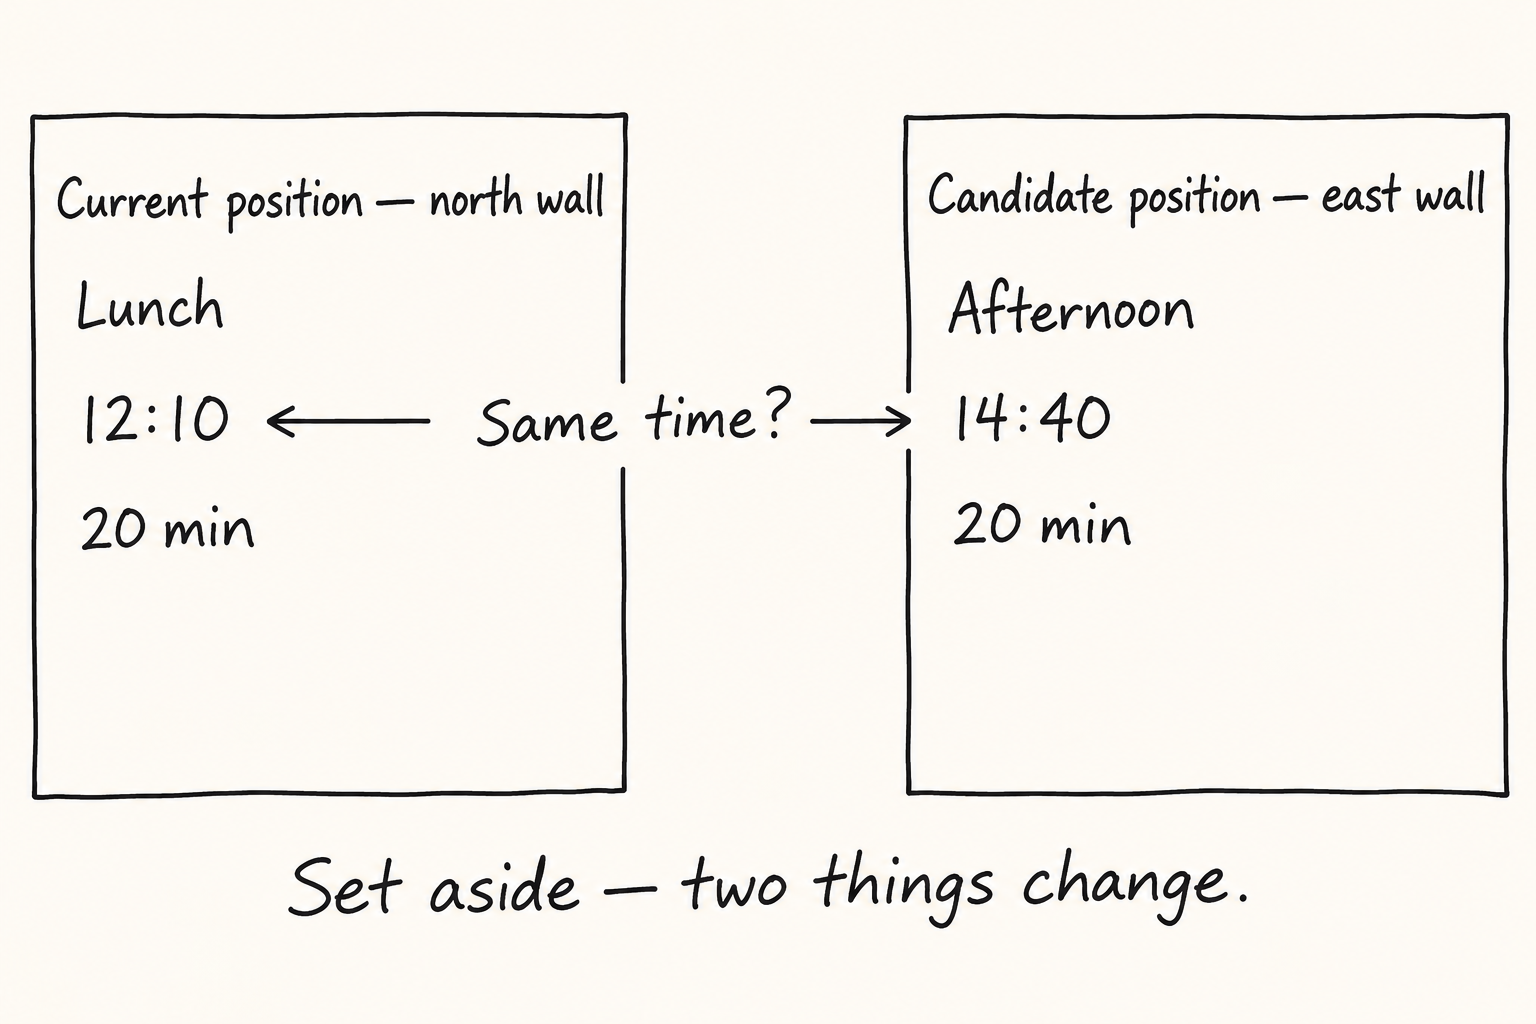 Current position — north wall
Lunch
12:10
20 min
Same time?
Candidate position — east wall
Afternoon
14:40
20 min
Set aside — two things change.